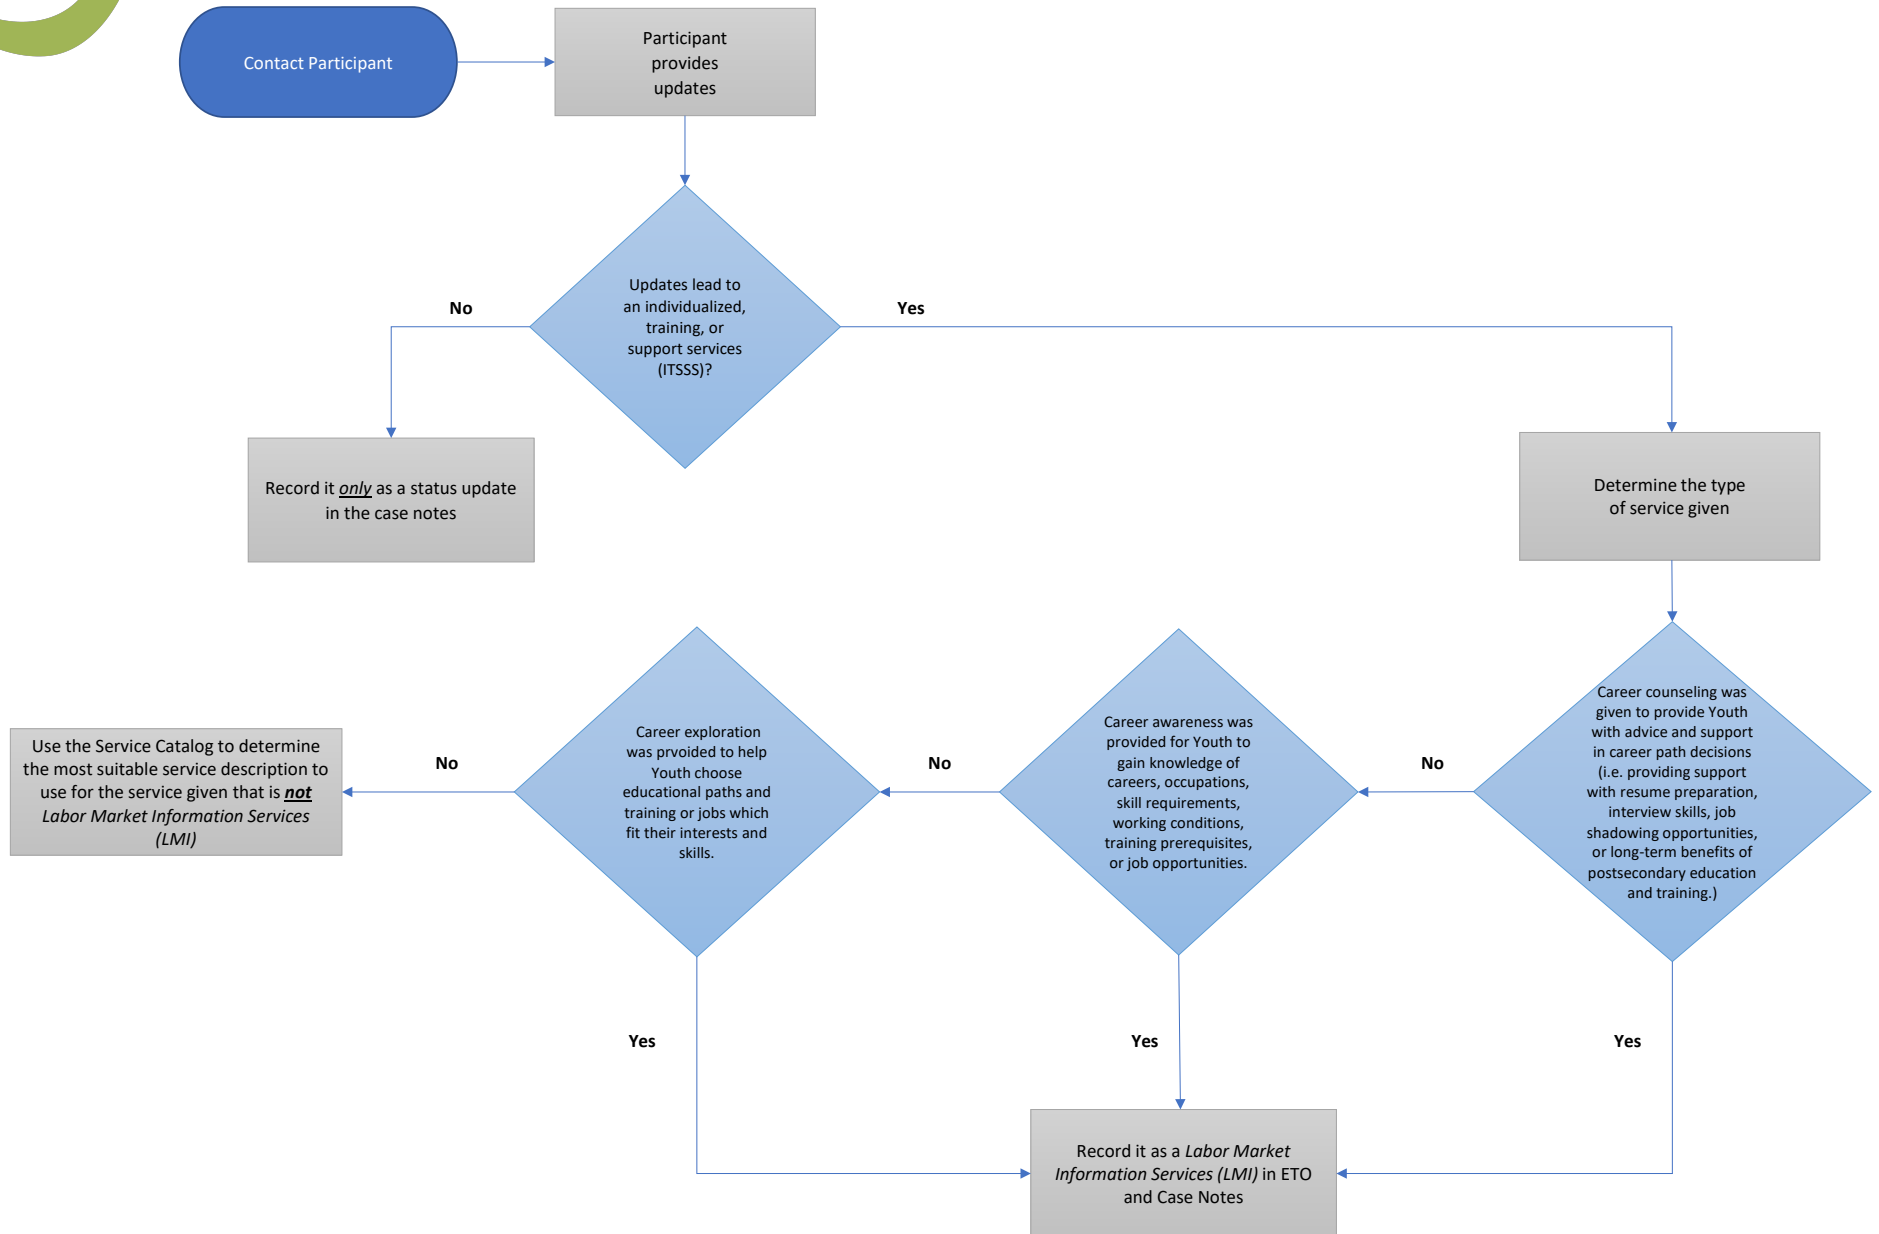 Contact Participant
Participant
provides
updates
Updates lead to
an individualized,
training, or
support services
(ITSSS)?
No
Yes
Record it only as a status update
in the case notes
Determine the type
of service given
Career counseling was
given to provide Youth
with advice and support
in career path decisions
(i.e. providing support
with resume preparation,
interview skills, job
shadowing opportunities,
or long-term benefits of
postsecondary education
and training.)
No
Career awareness was
provided for Youth to
gain knowledge of
careers, occupations,
skill requirements,
working conditions,
training prerequisites,
or job opportunities.
No
Career exploration
was prvoided to help
Youth choose
educational paths and
training or jobs which
fit their interests and
skills.
No
Use the Service Catalog to determine
the most suitable service description to
use for the service given that is not
Labor Market Information Services
(LMI)
Yes
Yes
Yes
Record it as a Labor Market
Information Services (LMI) in ETO
and Case Notes